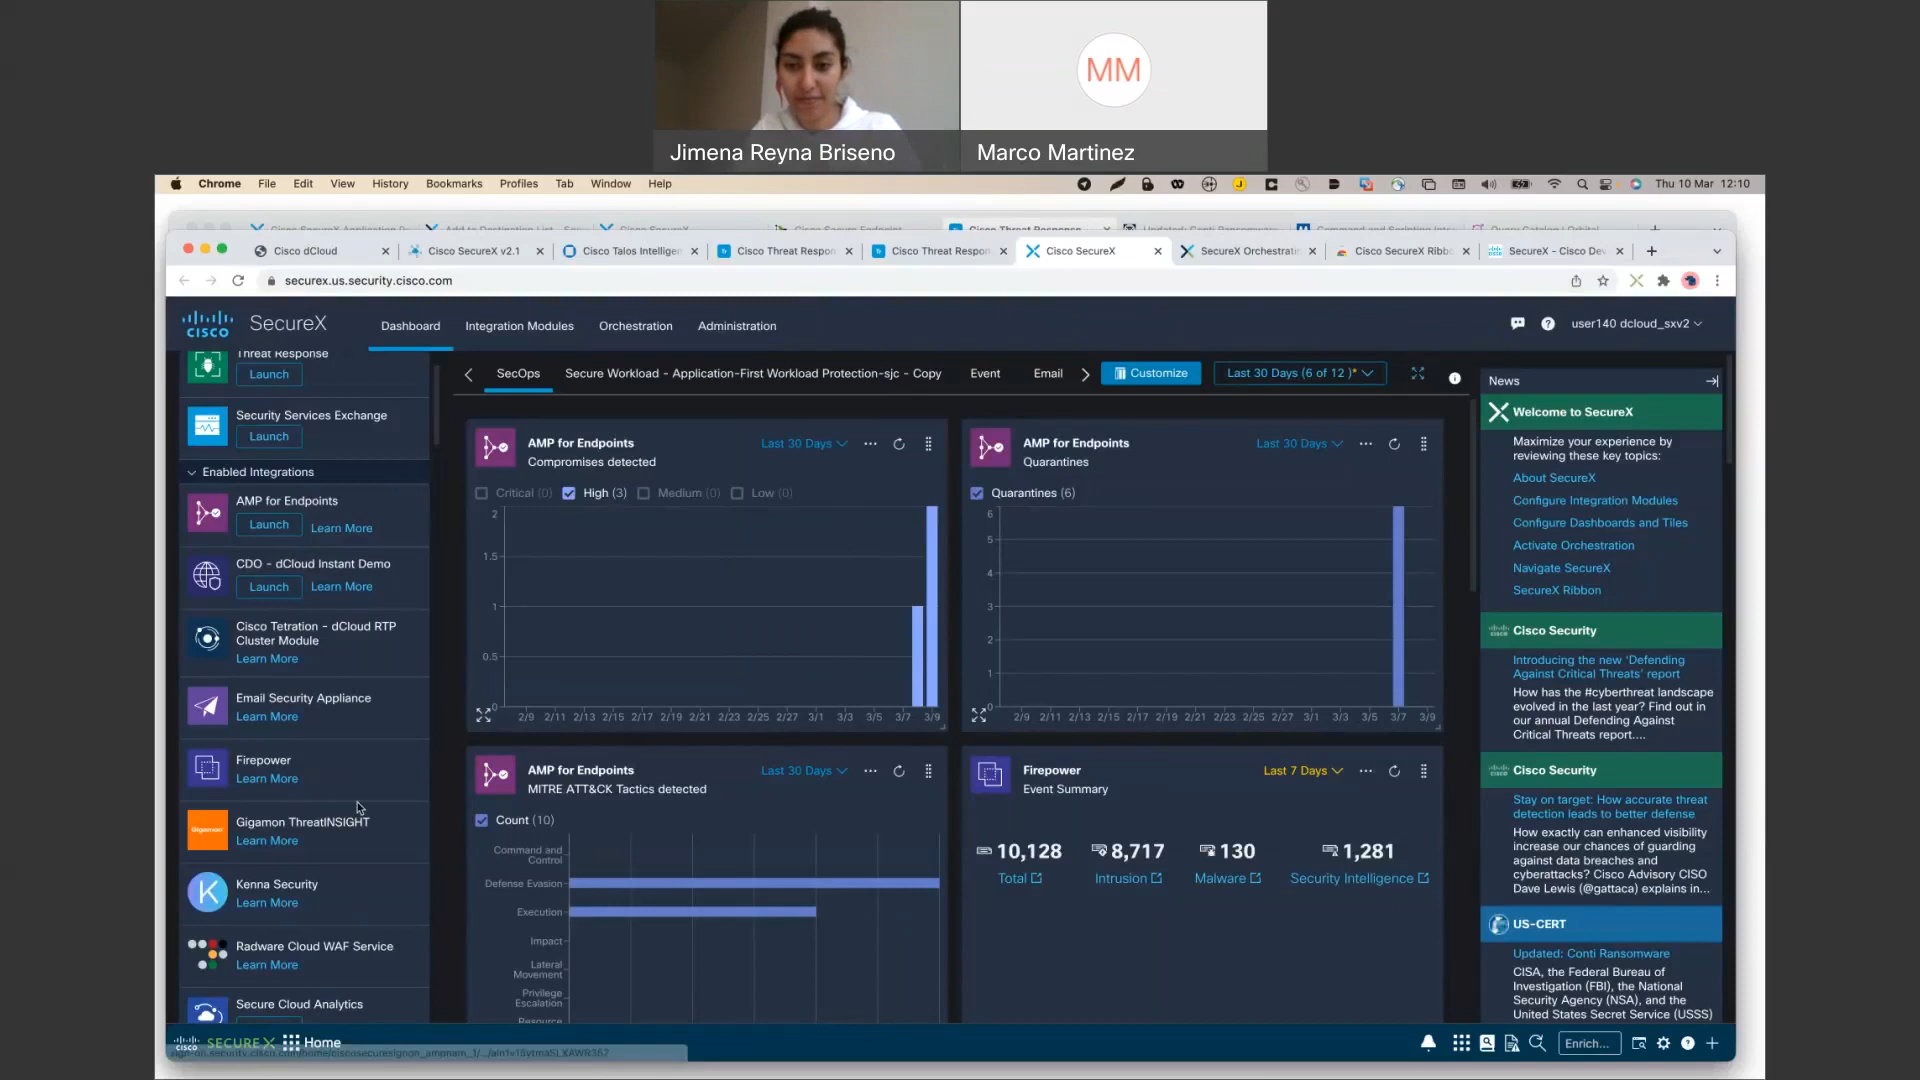 MM
Jimena Reyna Briseno
Marco Martinez
Chrome File Edit View History Bookmarks Profiles Tab Window Help
Thu 10 Mar 12:10
Cisco dCloud
Cisco SecureX v2.1
Cisco Talos Intelligen
Cisco Threat Respon
Cisco Threat Respon
Cisco SecureX
SecureX Orchestratio
Cisco SecureX Ribbo
SecureX - Cisco Dev
securex.us.security.cisco.com
CISCO
SecureX
Dashboard
Integration Modules
Orchestration
Administration
user140 dcloud_sxv2
Threat Response
Launch
Security Services Exchange
Launch
Enabled Integrations
AMP for Endpoints
Launch
Learn More
CDO - dCloud Instant Demo
Launch
Learn More
Cisco Tetration - dCloud RTP
Cluster Module
Learn More
Email Security Appliance
Learn More
Firepower
Learn More
Gigamon
Gigamon ThreatINSIGHT
Learn More
K
Kenna Security
Learn More
Radware Cloud WAF Service
Learn More
Secure Cloud Analytics
SecOps
Secure Workload - Application-First Workload Protection-sjc - Copy
Event
Email
Customize
Last 30 Days (6 of 12 )*
AMP for Endpoints
Compromises detected
Last 30 Days
Critical (0)
High (3)
Medium (0)
Low (0)
2
1.5
1
0.5
0
2/9 2/11 2/13 2/15 2/17 2/19 2/21 2/23 2/25 2/27 3/1 3/3 3/5 3/7 3/9
AMP for Endpoints
Quarantines
Last 30 Days
Quarantines (6)
6
5
4
3
2
1
0
2/9 2/11 2/13 2/15 2/17 2/19 2/21 2/23 2/25 2/27 3/1 3/3 3/5 3/7 3/9
AMP for Endpoints
MITRE ATT&CK Tactics detected
Last 30 Days
Count (10)
Command and
Control
Defense Evasion
Execution
Impact
Lateral
Movement
Privilege
Escalation
Resource
Firepower
Event Summary
Last 7 Days
10,128
Total
8,717
Intrusion
130
Malware
1,281
Security Intelligence
News
Welcome to SecureX
Maximize your experience by
reviewing these key topics:
About SecureX
Configure Integration Modules
Configure Dashboards and Tiles
Activate Orchestration
Navigate SecureX
SecureX Ribbon
Cisco Security
Introducing the new 'Defending
Against Critical Threats' report
How has the #cyberthreat landscape
evolved in the last year? Find out in
our annual Defending Against
Critical Threats report....
Cisco Security
Stay on target: How accurate threat
detection leads to better defense
How exactly can enhanced visibility
increase our chances of guarding
against data breaches and
cyberattacks? Cisco Advisory CISO
Dave Lewis (@gattaca) explains in...
US-CERT
Updated: Conti Ransomware
CISA, the Federal Bureau of
Investigation (FBI), the National
Security Agency (NSA), and the
United States Secret Service (USSS)
CISCO
SECURE X
Home
Enrich...